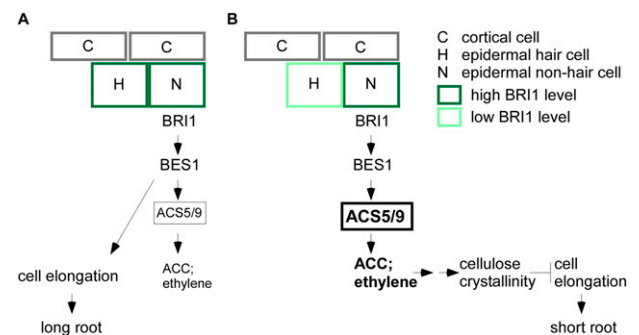 A
C
C
H
N
BRI1
BES1
ACS5/9
ACC;
ethylene
cell elongation
long root
B
C
C
H
N
BRI1
BES1
ACS5/9
ACC;
ethylene
cellulose
crystallinity
cell
elongation
short root
C cortical cell
H epidermal hair cell
N epidermal non-hair cell
high BRI1 level
low BRI1 level